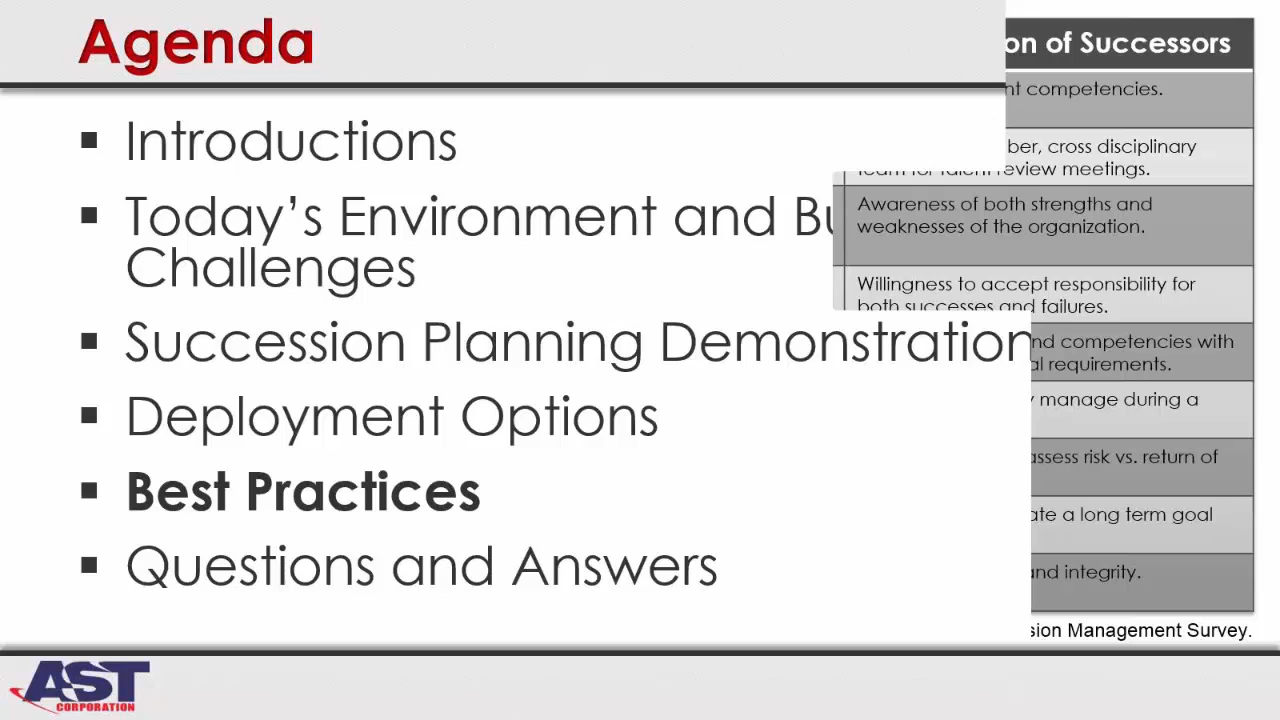 Agenda
on of Successors
nt competencies.
ber, cross disciplinary
team for talent review meetings.
Awareness of both strengths and
weaknesses of the organization.
Willingness to accept responsibility for
both successes and failures.
nd competencies with
al requirements.
y manage during a
assess risk vs. return of
ate a long term goal
and integrity.
sion Management Survey.
▪ Introductions
▪ Today's Environment and Bu
Challenges
▪ Succession Planning Demonstration
▪ Deployment Options
▪ Best Practices
▪ Questions and Answers
AST
CORPORATION